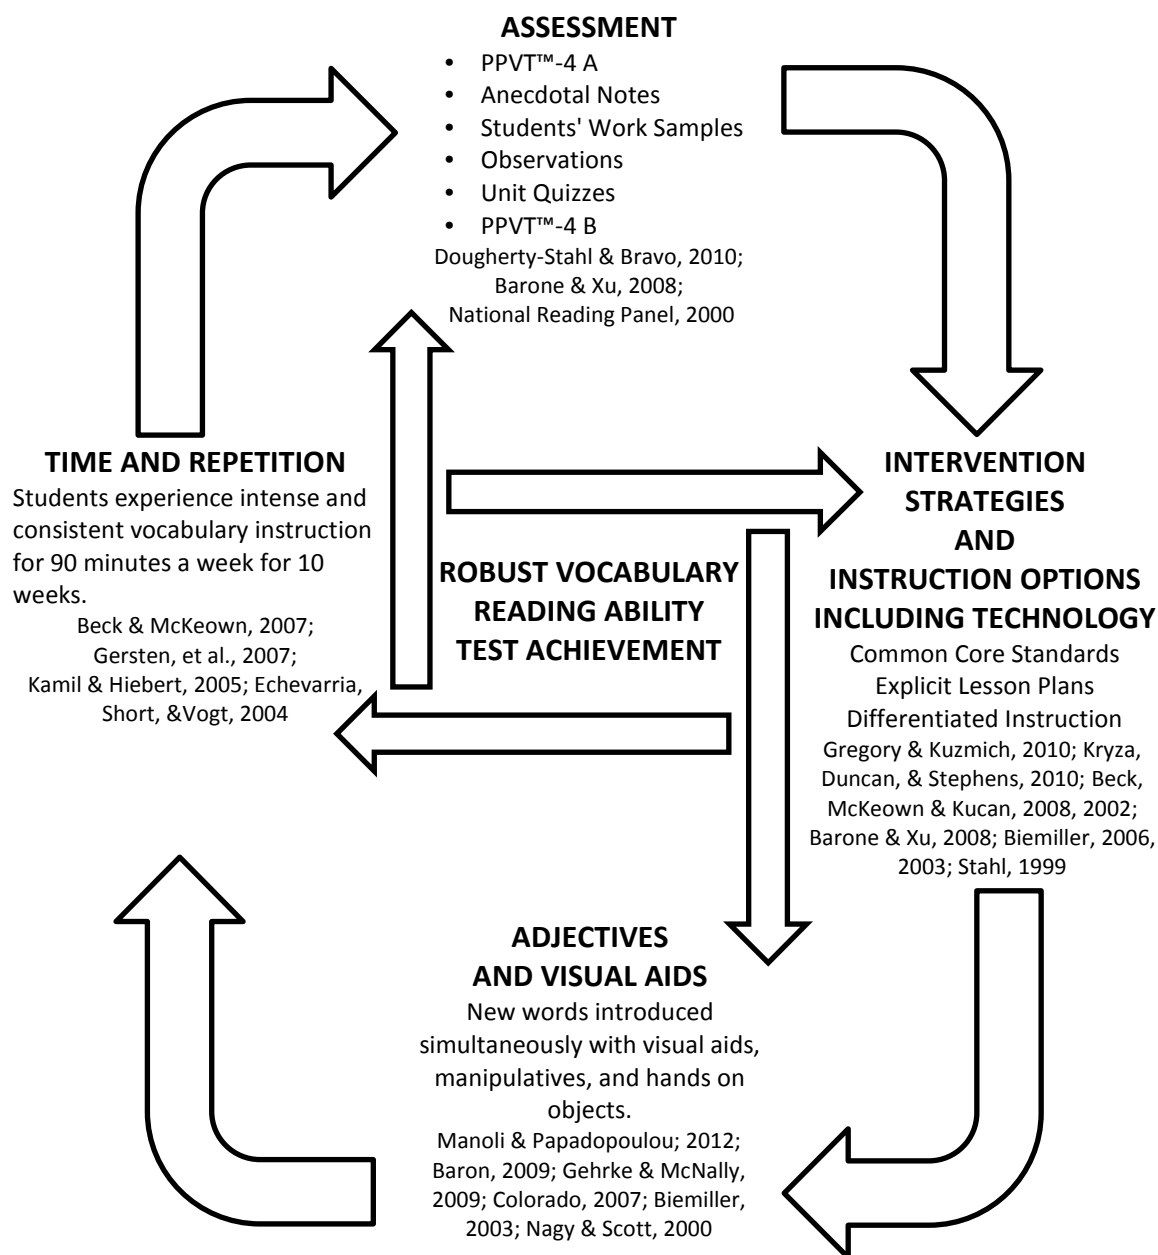 ASSESSMENT
• PPVT™-4 A
• Anecdotal Notes
• Students' Work Samples
• Observations
• Unit Quizzes
• PPVT™-4 B
Dougherty-Stahl & Bravo, 2010;
Barone & Xu, 2008;
National Reading Panel, 2000
TIME AND REPETITION
Students experience intense and
consistent vocabulary instruction
for 90 minutes a week for 10
weeks.
Beck & McKeown, 2007;
Gersten, et al., 2007;
Kamil & Hiebert, 2005; Echevarria,
Short, &Vogt, 2004
ROBUST VOCABULARY
READING ABILITY
TEST ACHIEVEMENT
INTERVENTION
STRATEGIES
AND
INSTRUCTION OPTIONS
INCLUDING TECHNOLOGY
Common Core Standards
Explicit Lesson Plans
Differentiated Instruction
Gregory & Kuzmich, 2010; Kryza,
Duncan, & Stephens, 2010; Beck,
McKeown & Kucan, 2008, 2002;
Barone & Xu, 2008; Biemiller, 2006,
2003; Stahl, 1999
ADJECTIVES
AND VISUAL AIDS
New words introduced
simultaneously with visual aids,
manipulatives, and hands on
objects.
Manoli & Papadopoulou; 2012;
Baron, 2009; Gehrke & McNally,
2009; Colorado, 2007; Biemiller,
2003; Nagy & Scott, 2000